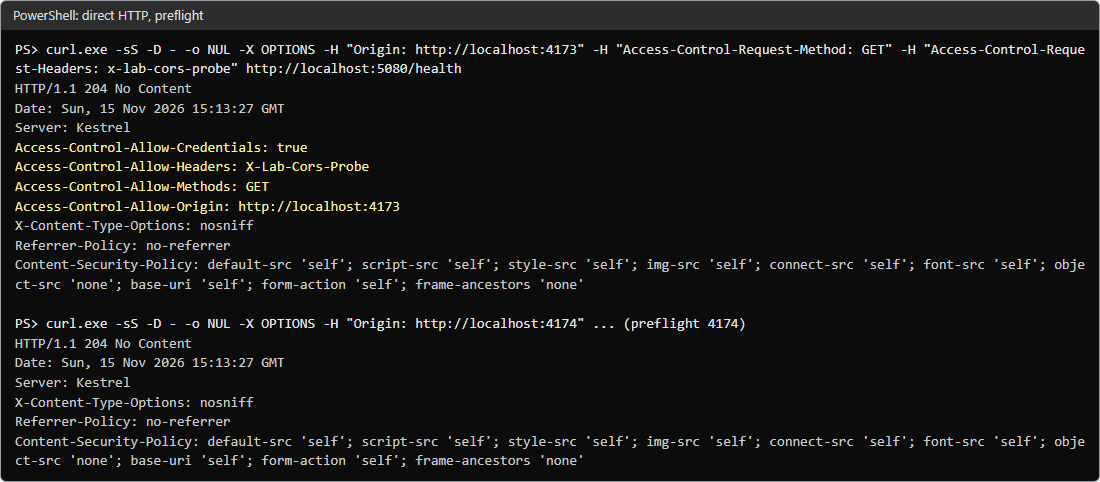 PowerShell: direct HTTP, preflight
PS> curl.exe -sS -D - -o NUL -X OPTIONS -H "Origin: http://localhost:4173" -H "Access-Control-Request-Method: GET" -H "Access-Control-Reque
st-Headers: x-lab-cors-probe" http://localhost:5080/health
HTTP/1.1 204 No Content
Date: Sun, 15 Nov 2026 15:13:27 GMT
Server: Kestrel
Access-Control-Allow-Credentials: true
Access-Control-Allow-Headers: X-Lab-Cors-Probe
Access-Control-Allow-Methods: GET
Access-Control-Allow-Origin: http://localhost:4173
X-Content-Type-Options: nosniff
Referrer-Policy: no-referrer
Content-Security-Policy: default-src 'self'; script-src 'self'; style-src 'self'; img-src 'self'; connect-src 'self'; font-src 'self'; obje
ct-src 'none'; base-uri 'self'; form-action 'self'; frame-ancestors 'none'
PS> curl.exe -sS -D - -o NUL -X OPTIONS -H "Origin: http://localhost:4174" ... (preflight 4174)
HTTP/1.1 204 No Content
Date: Sun, 15 Nov 2026 15:13:27 GMT
Server: Kestrel
X-Content-Type-Options: nosniff
Referrer-Policy: no-referrer
Content-Security-Policy: default-src 'self'; script-src 'self'; style-src 'self'; img-src 'self'; connect-src 'self'; font-src 'self'; obje
ct-src 'none'; base-uri 'self'; form-action 'self'; frame-ancestors 'none'